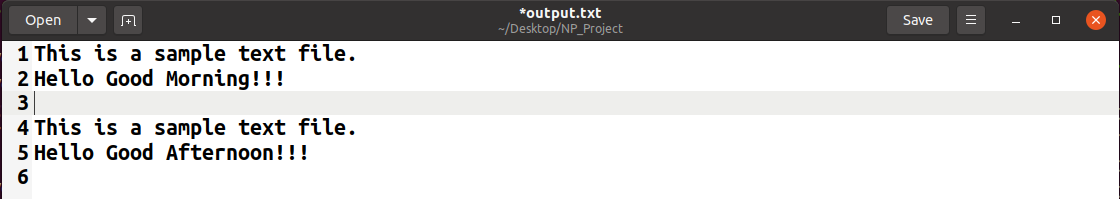 Open
*output.txt
~/Desktop/NP_Project
Save
1 This is a sample text file.
2 Hello Good Morning!!!
3
4 This is a sample text file.
5 Hello Good Afternoon!!!
6